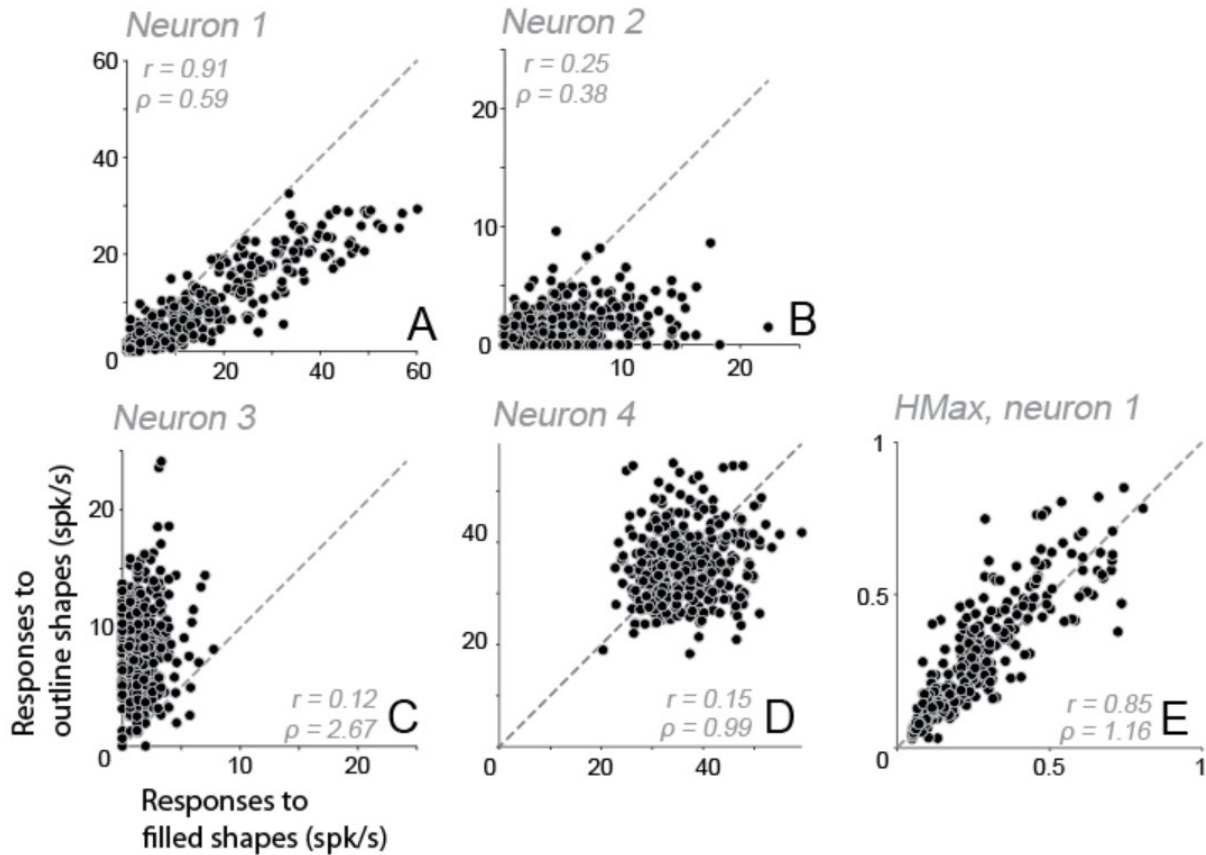 Neuron 1
r = 0.91
ρ = 0.59
60
40
20
0
20
40
60
A
Neuron 2
r = 0.25
ρ = 0.38
20
10
0
0
10
20
B
Neuron 3
20
10
0
0
10
20
r = 0.12
ρ = 2.67
C
Responses to
outline shapes (spk/s)
Responses to
filled shapes (spk/s)
Neuron 4
40
20
0
20
40
r = 0.15
ρ = 0.99
D
HMax, neuron 1
1
0.5
0
0
0.5
1
r = 0.85
ρ = 1.16
E